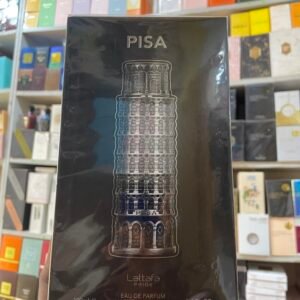 PISA
Lattafa
PRIDE
EAU DE PARFUM